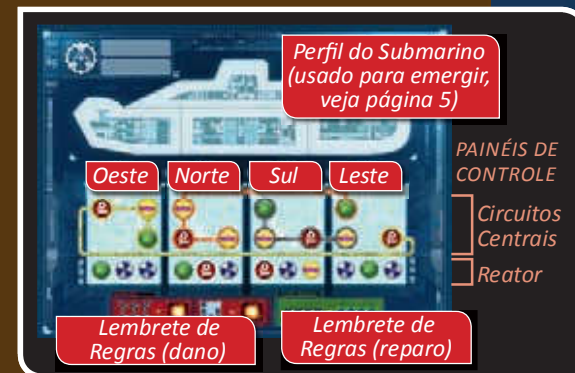 Perfil do Submarino
(usado para emergir,
veja página 5)
Oeste
Norte
Sul
Leste
PAINÉIS DE
CONTROLE
Circuitos
Centrais
Reator
Lembrete de
Regras (dano)
Lembrete de
Regras (reparo)